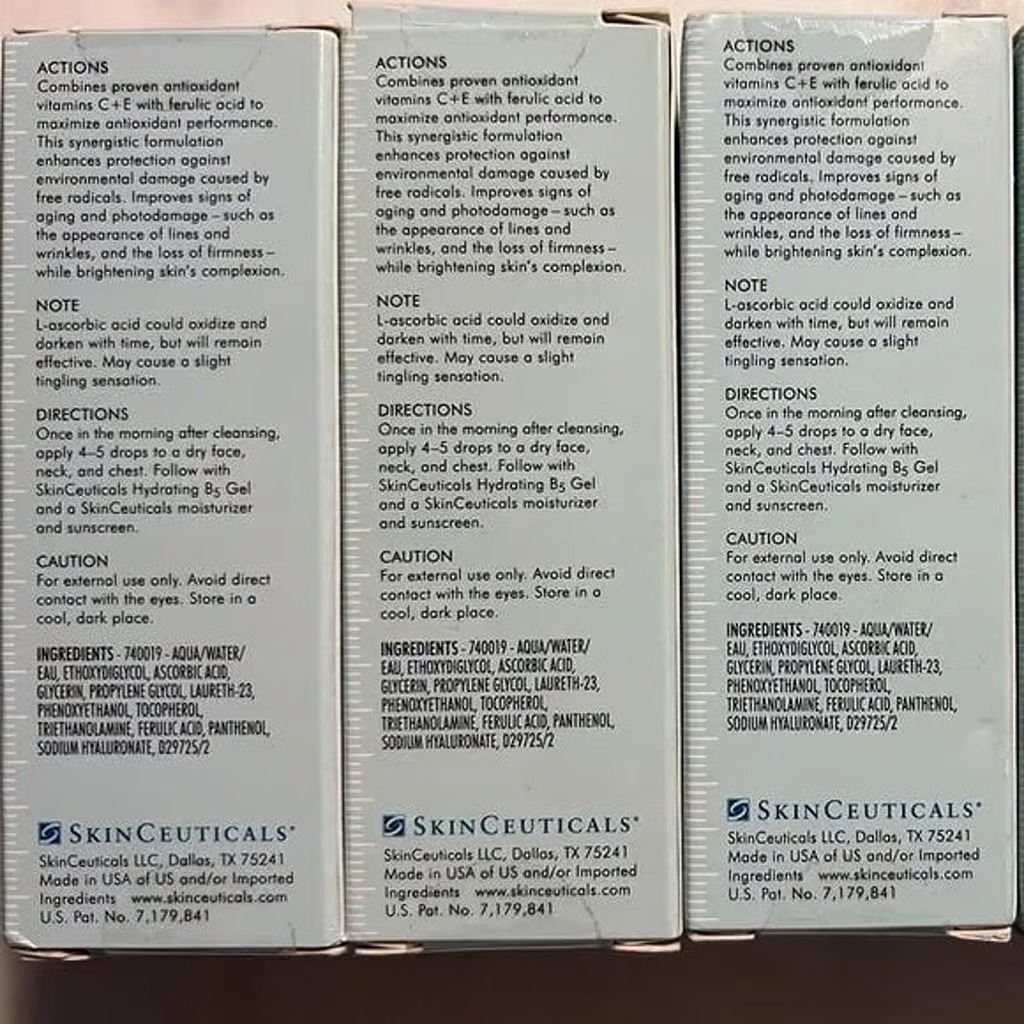 ACTIONS
Combines proven antioxidant
vitamins C+E with ferulic acid to
maximize antioxidant performance.
This synergistic formulation
enhances protection against
environmental damage caused by
free radicals. Improves signs of
aging and photodamage – such as
the appearance of lines and
wrinkles, and the loss of firmness –
while brightening skin's complexion.
NOTE
L-ascorbic acid could oxidize and
darken with time, but will remain
effective. May cause a slight
tingling sensation.
DIRECTIONS
Once in the morning after cleansing,
apply 4–5 drops to a dry face,
neck, and chest. Follow with
SkinCeuticals Hydrating B5 Gel
and a SkinCeuticals moisturizer
and sunscreen.
CAUTION
For external use only. Avoid direct
contact with the eyes. Store in a
cool, dark place.
INGREDIENTS - 740019 - AQUA/WATER/
EAU, ETHOXYDIGLYCOL, ASCORBIC ACID,
GLYCERIN, PROPYLENE GLYCOL, LAURETH-23,
PHENOXYETHANOL, TOCOPHEROL,
TRIETHANOLAMINE, FERULIC ACID, PANTHENOL,
SODIUM HYALURONATE, D29725/2
SKINCEUTICALS
SkinCeuticals LLC, Dallas, TX 75241
Made in USA of US and/or Imported
Ingredients www.skinceuticals.com
U.S. Pat. No. 7,179,841
ACTIONS
Combines proven antioxidant
vitamins C+E with ferulic acid to
maximize antioxidant performance.
This synergistic formulation
enhances protection against
environmental damage caused by
free radicals. Improves signs of
aging and photodamage – such as
the appearance of lines and
wrinkles, and the loss of firmness –
while brightening skin's complexion.
NOTE
L-ascorbic acid could oxidize and
darken with time, but will remain
effective. May cause a slight
tingling sensation.
DIRECTIONS
Once in the morning after cleansing,
apply 4–5 drops to a dry face,
neck, and chest. Follow with
SkinCeuticals Hydrating B5 Gel
and a SkinCeuticals moisturizer
and sunscreen.
CAUTION
For external use only. Avoid direct
contact with the eyes. Store in a
cool, dark place.
INGREDIENTS - 740019 - AQUA/WATER/
EAU, ETHOXYDIGLYCOL, ASCORBIC ACID,
GLYCERIN, PROPYLENE GLYCOL, LAURETH-23,
PHENOXYETHANOL, TOCOPHEROL,
TRIETHANOLAMINE, FERULIC ACID, PANTHENOL,
SODIUM HYALURONATE, D29725/2
SKINCEUTICALS
SkinCeuticals LLC, Dallas, TX 75241
Made in USA of US and/or Imported
Ingredients www.skinceuticals.com
U.S. Pat. No. 7,179,841
ACTIONS
Combines proven antioxidant
vitamins C+E with ferulic acid to
maximize antioxidant performance.
This synergistic formulation
enhances protection against
environmental damage caused by
free radicals. Improves signs of
aging and photodamage – such as
the appearance of lines and
wrinkles, and the loss of firmness –
while brightening skin's complexion.
NOTE
L-ascorbic acid could oxidize and
darken with time, but will remain
effective. May cause a slight
tingling sensation.
DIRECTIONS
Once in the morning after cleansing,
apply 4–5 drops to a dry face,
neck, and chest. Follow with
SkinCeuticals Hydrating B5 Gel
and a SkinCeuticals moisturizer
and sunscreen.
CAUTION
For external use only. Avoid direct
contact with the eyes. Store in a
cool, dark place.
INGREDIENTS - 740019 - AQUA/WATER/
EAU, ETHOXYDIGLYCOL, ASCORBIC ACID,
GLYCERIN, PROPYLENE GLYCOL, LAURETH-23,
PHENOXYETHANOL, TOCOPHEROL,
TRIETHANOLAMINE, FERULIC ACID, PANTHENOL,
SODIUM HYALURONATE, D29725/2
SKINCEUTICALS
SkinCeuticals LLC, Dallas, TX 75241
Made in USA of US and/or Imported
Ingredients www.skinceuticals.com
U.S. Pat. No. 7,179,841